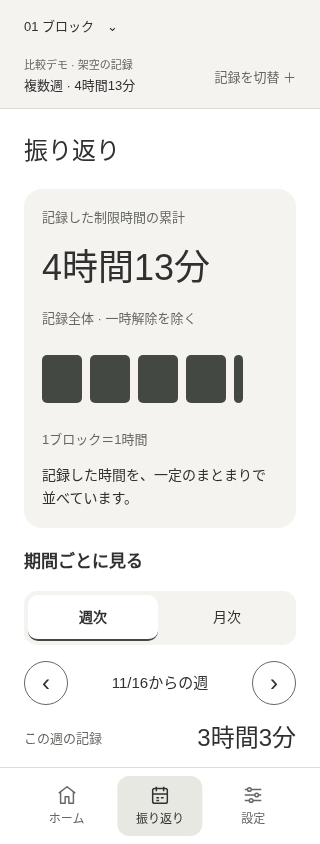 01 ブロック ⌄
比較デモ · 架空の記録
複数週 · 4時間13分
記録を切替 ＋
振り返り
記録した制限時間の累計
4時間13分
記録全体 · 一時解除を除く
1ブロック＝1時間
記録した時間を、一定のまとまりで
並べています。
期間ごとに見る
週次 月次
‹ 11/16からの週 ›
この週の記録 3時間3分
ホーム 振り返り 設定